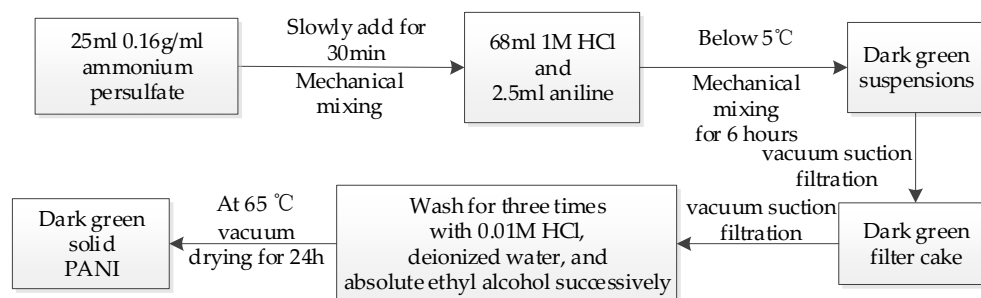 25ml 0.16g/ml
ammonium
persulfate
Slowly add for
30min
Mechanical
mixing
68ml 1M HCl
and
2.5ml aniline
Below 5℃
Mechanical
mixing
for 6 hours
Dark green
suspensions
vacuum suction
filtration
Dark green
filter cake
vacuum suction
filtration
Wash for three times
with 0.01M HCl,
deionized water, and
absolute ethyl alcohol successively
At 65 ℃
vacuum
drying for 24h
Dark green
solid
PANI